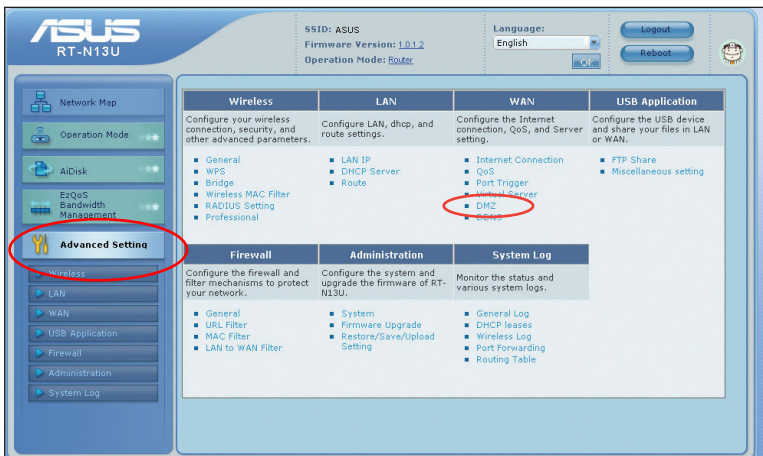 ASUS
RT-N13U
SSID: ASUS
Firmware Version: 1.0.1.2
Operation Mode: Router
Language:
English
Ok
Logout
Reboot
Network Map
Operation Mode
AiDisk
EzQoS
Bandwidth
Management
Advanced Setting
Wireless
LAN
WAN
USB Application
Firewall
Administration
System Log
Wireless
Configure your wireless
connection, security, and
other advanced parameters.
General
WPS
Bridge
Wireless MAC Filter
RADIUS Setting
Professional
LAN
Configure LAN, dhcp, and
route settings.
LAN IP
DHCP Server
Route
WAN
Configure the Internet
connection, QoS, and Server
setting.
Internet Connection
QoS
Port Trigger
Virtual Server
DMZ
DDNS
USB Application
Configure the USB device
and share your files in LAN
or WAN.
FTP Share
Miscellaneous setting
Firewall
Configure the firewall and
filter mechanisms to protect
your network.
General
URL Filter
MAC Filter
LAN to WAN Filter
Administration
Configure the system and
upgrade the firmware of RT-
N13U.
System
Firmware Upgrade
Restore/Save/Upload
Setting
System Log
Monitor the status and
various system logs.
General Log
DHCP leases
Wireless Log
Port Forwarding
Routing Table